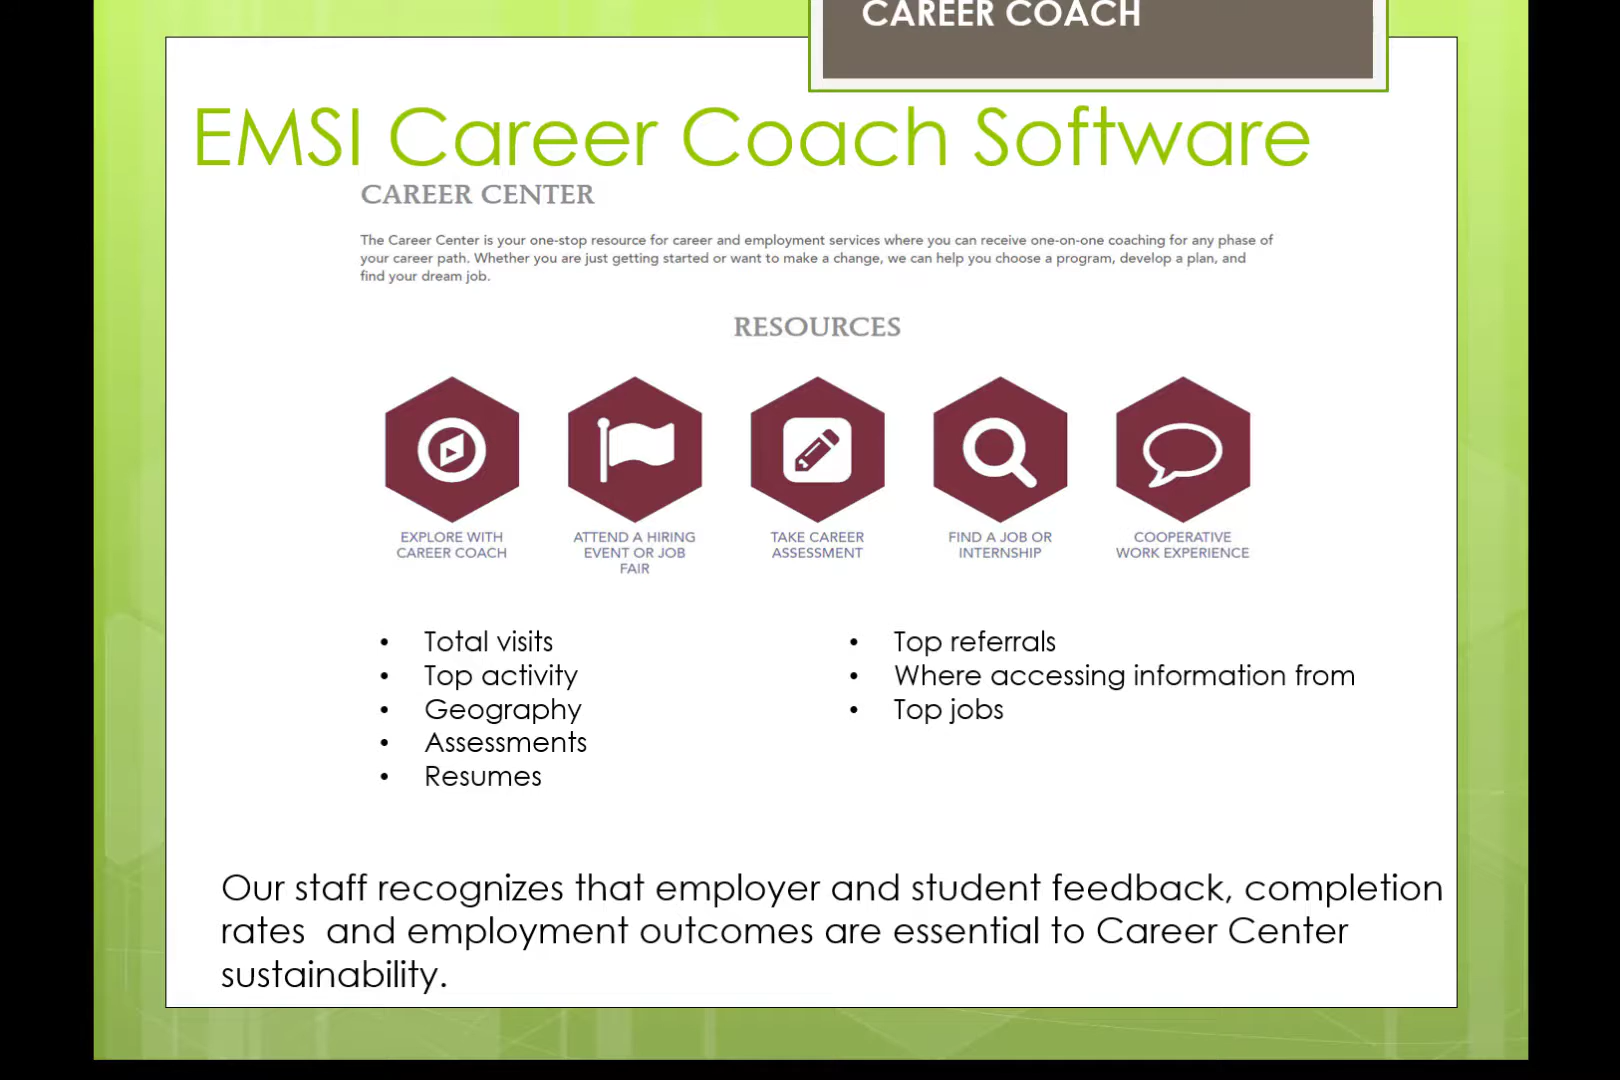 CAREER COACH
EMSI Career Coach Software
CAREER CENTER
The Career Center is your one-stop resource for career and employment services where you can receive one-on-one coaching for any phase of
your career path. Whether you are just getting started or want to make a change, we can help you choose a program, develop a plan, and
find your dream job.
RESOURCES
EXPLORE WITH
CAREER COACH
ATTEND A HIRING
EVENT OR JOB
FAIR
TAKE CAREER
ASSESSMENT
FIND A JOB OR
INTERNSHIP
COOPERATIVE
WORK EXPERIENCE
• Total visits
• Top activity
• Geography
• Assessments
• Resumes
• Top referrals
• Where accessing information from
• Top jobs
Our staff recognizes that employer and student feedback, completion
rates  and employment outcomes are essential to Career Center
sustainability.